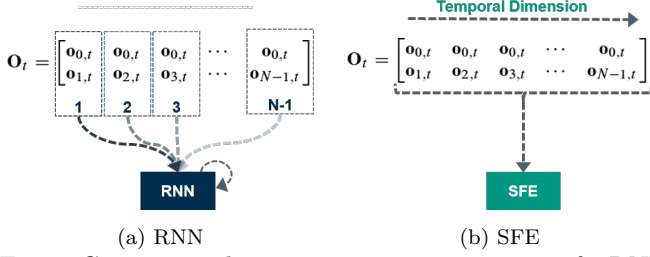 Temporal Dimension
O_t = [ o_{0,t} o_{0,t} o_{0,t} ⋯ o_{0,t}
o_{1,t} o_{2,t} o_{3,t} ⋯ o_{N−1,t} ]
1 2 3 N-1
RNN
(a) RNN
O_t = [ o_{0,t} o_{0,t} o_{0,t} ⋯ o_{0,t}
o_{1,t} o_{2,t} o_{3,t} ⋯ o_{N−1,t} ]
SFE
(b) SFE